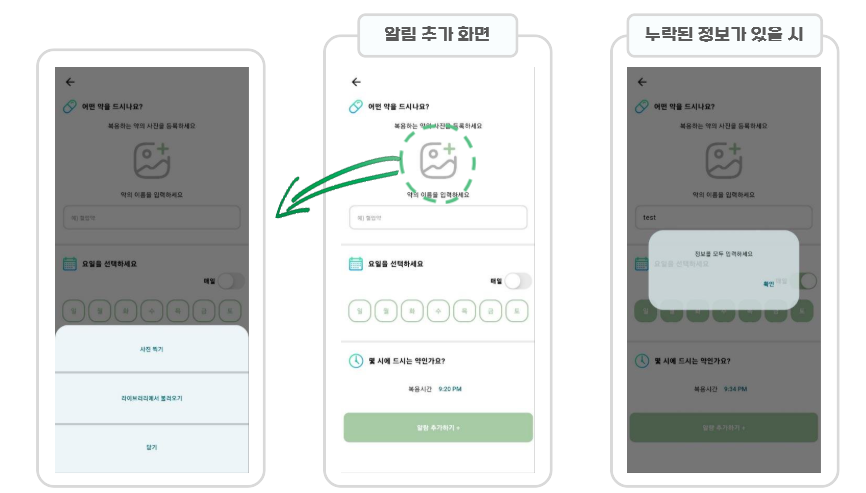 어떤 약을 드시나요?
복용하는 약의 사진을 등록하세요
약의 이름을 입력하세요
예) 혈압약
요일을 선택하세요
매일
일 월 화 수 목 금 토
사진 찍기
라이브러리에서 불러오기
닫기
알림 추가 화면
어떤 약을 드시나요?
복용하는 약의 사진을 등록하세요
약의 이름을 입력하세요
예) 혈압약
요일을 선택하세요
매일
일 월 화 수 목 금 토
몇 시에 드시는 약인가요?
복용시간 9:20 PM
알람 추가하기 +
누락된 정보가 있을 시
어떤 약을 드시나요?
복용하는 약의 사진을 등록하세요
약의 이름을 입력하세요
test
정보를 모두 입력하세요
요일을 선택하세요
확인
매일
일 월 화 수 목 금 토
몇 시에 드시는 약인가요?
복용시간 9:34 PM
알람 추가하기 +